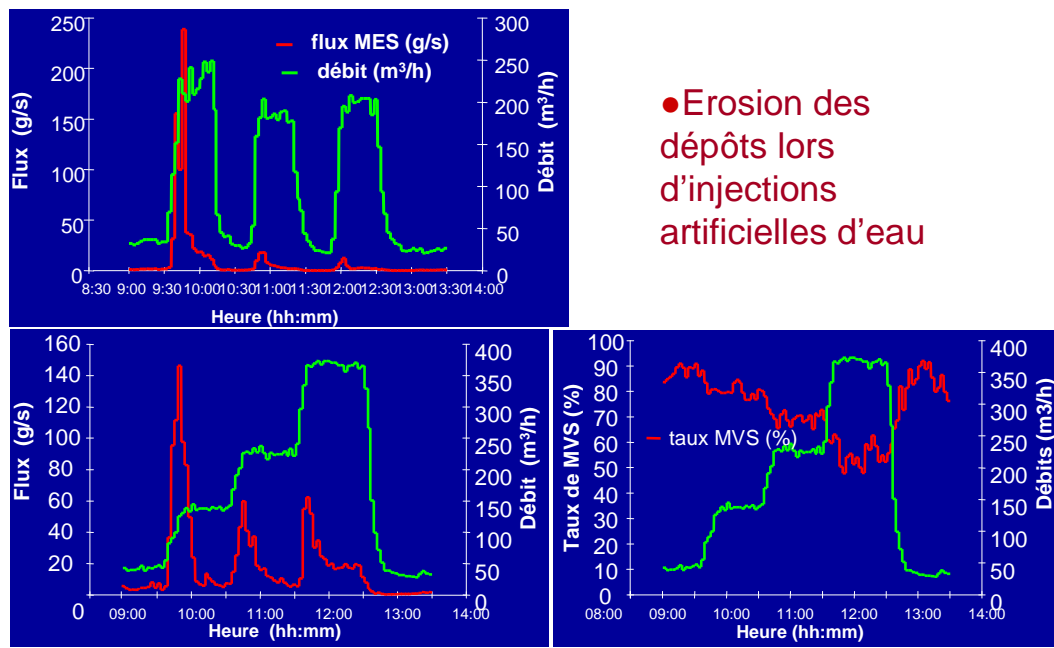 250
200
150
100
50
0
Flux (g/s)
flux MES (g/s)
débit (m³/h)
300
250
200
150
100
50
0
Débit (m³/h)
8:30 9:00 9:30 10:00 10:30 11:00 11:30 12:00 12:30 13:00 13:30 14:00
Heure (hh:mm)
●Erosion des
dépôts lors
d'injections
artificielles d'eau
160
140
120
100
80
60
40
20
0
Flux (g/s)
400
350
300
250
200
150
100
50
0
Débit (m³/h)
09:00 10:00 11:00 12:00 13:00 14:00
Heure (hh:mm)
100
90
80
70
60
50
40
30
20
10
0
Taux de MVS (%)
taux MVS (%)
400
350
300
250
200
150
100
50
0
Débits (m3/h)
08:00 09:00 10:00 11:00 12:00 13:00 14:00
Heure (hh:mm)